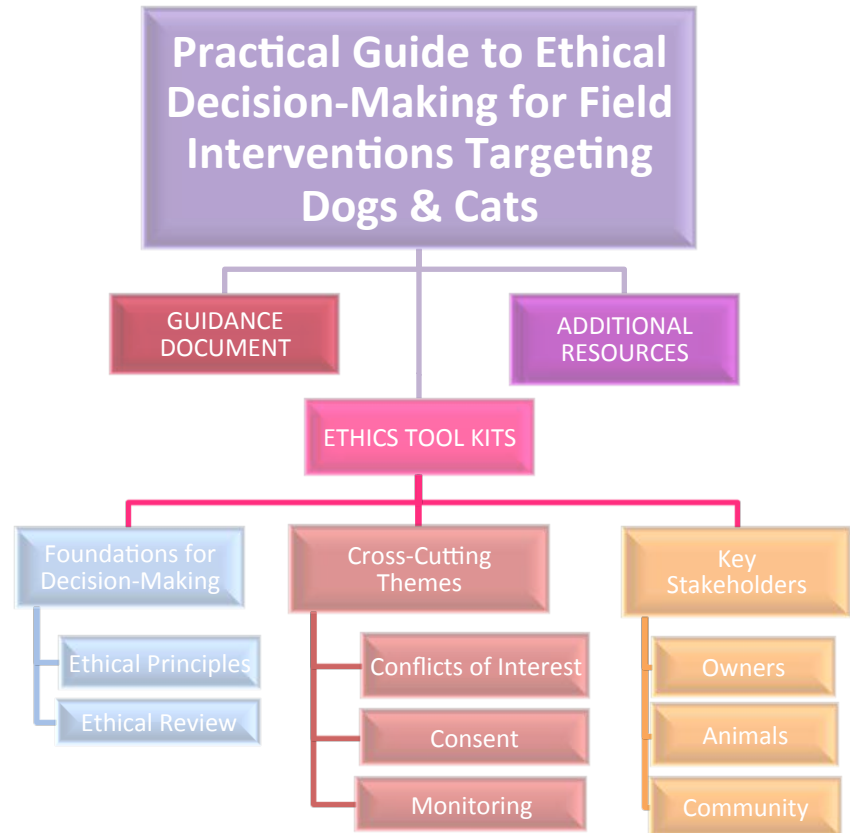 Practical Guide to Ethical
Decision-Making for Field
Interventions Targeting
Dogs & Cats
GUIDANCE
DOCUMENT
ADDITIONAL
RESOURCES
ETHICS TOOL KITS
Foundations for
Decision-Making
Ethical Principles
Ethical Review
Cross-Cutting
Themes
Conflicts of Interest
Consent
Monitoring
Key
Stakeholders
Owners
Animals
Community